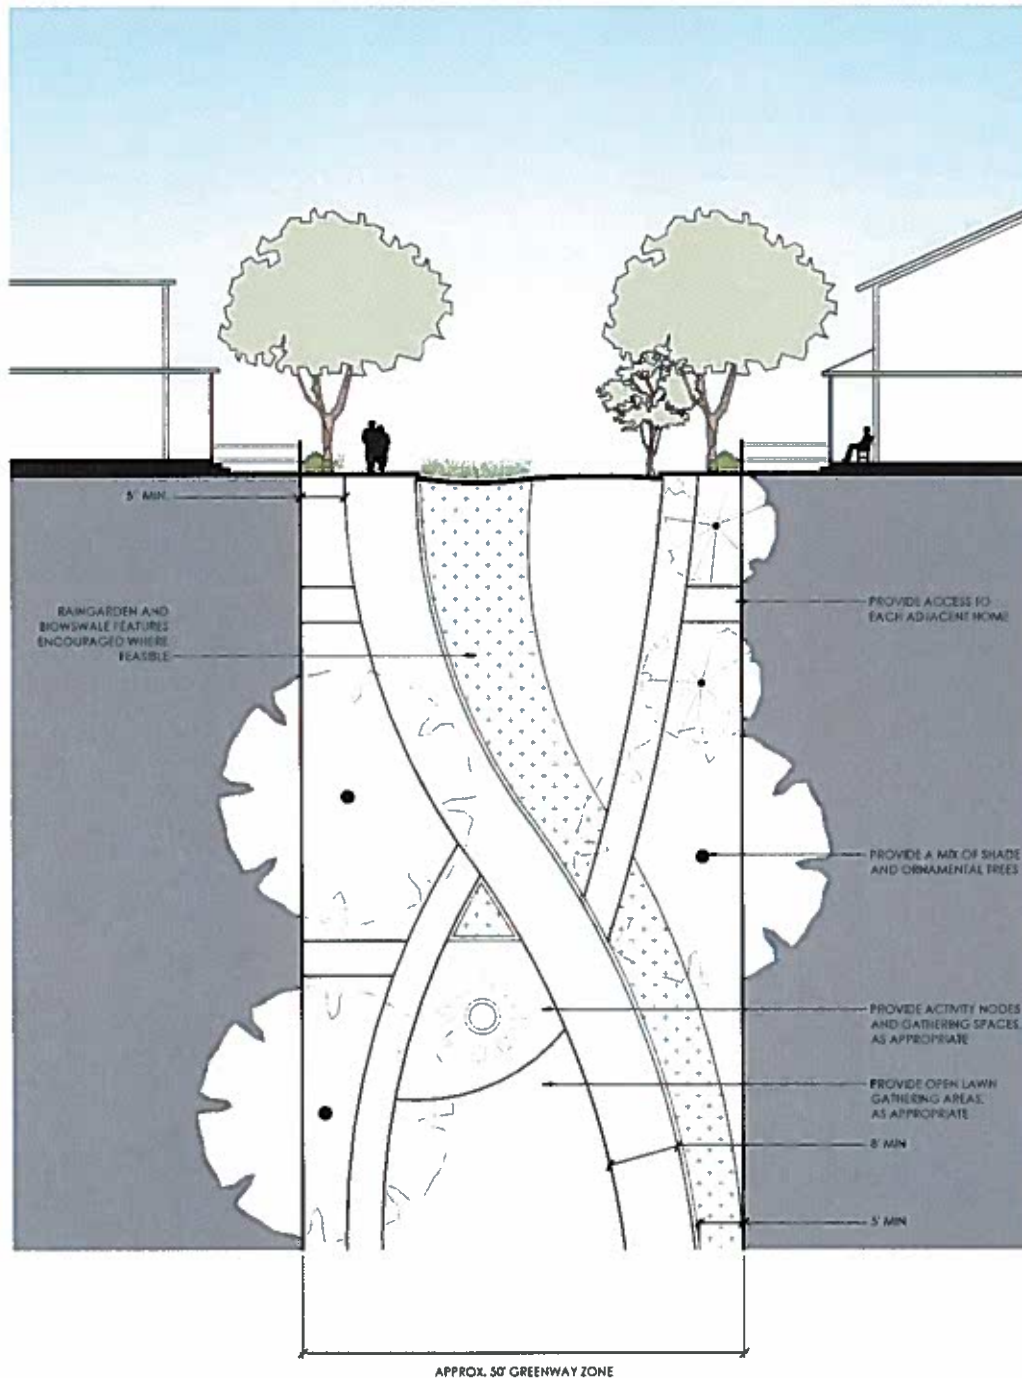 5' MIN.
RAINGARDEN AND
BIOWSWALE FEATURES
ENCOURAGED WHERE
FEASIBLE
PROVIDE ACCESS TO
EACH ADJACENT HOME
PROVIDE A MIX OF SHADE
AND ORNAMENTAL TREES
PROVIDE ACTIVITY NODES
AND GATHERING SPACES,
AS APPROPRIATE
PROVIDE OPEN LAWN
GATHERING AREAS,
AS APPROPRIATE
8' MIN
5' MIN
APPROX. 50' GREENWAY ZONE